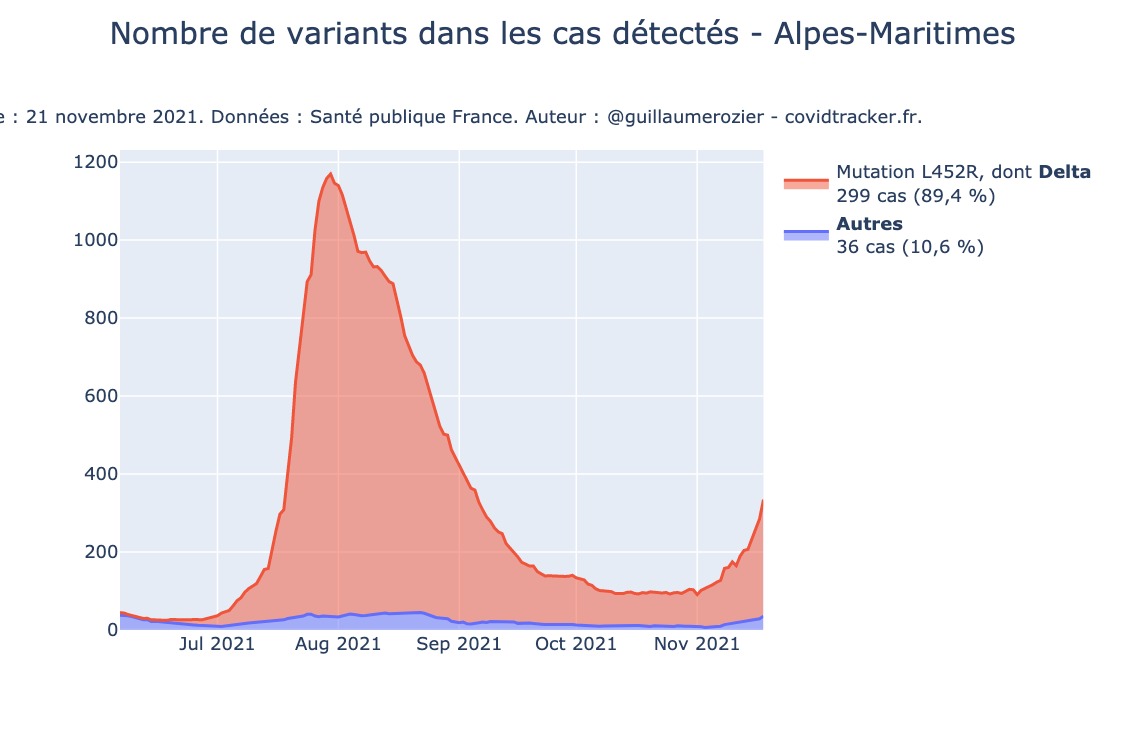 Nombre de variants dans les cas détectés - Alpes-Maritimes
: 21 novembre 2021. Données : Santé publique France. Auteur : @guillaumerozier - covidtracker.fr.
1200
1000
800
600
400
200
0
Jul 2021 Aug 2021 Sep 2021 Oct 2021 Nov 2021
Mutation L452R, dont Delta
299 cas (89,4 %)
Autres
36 cas (10,6 %)